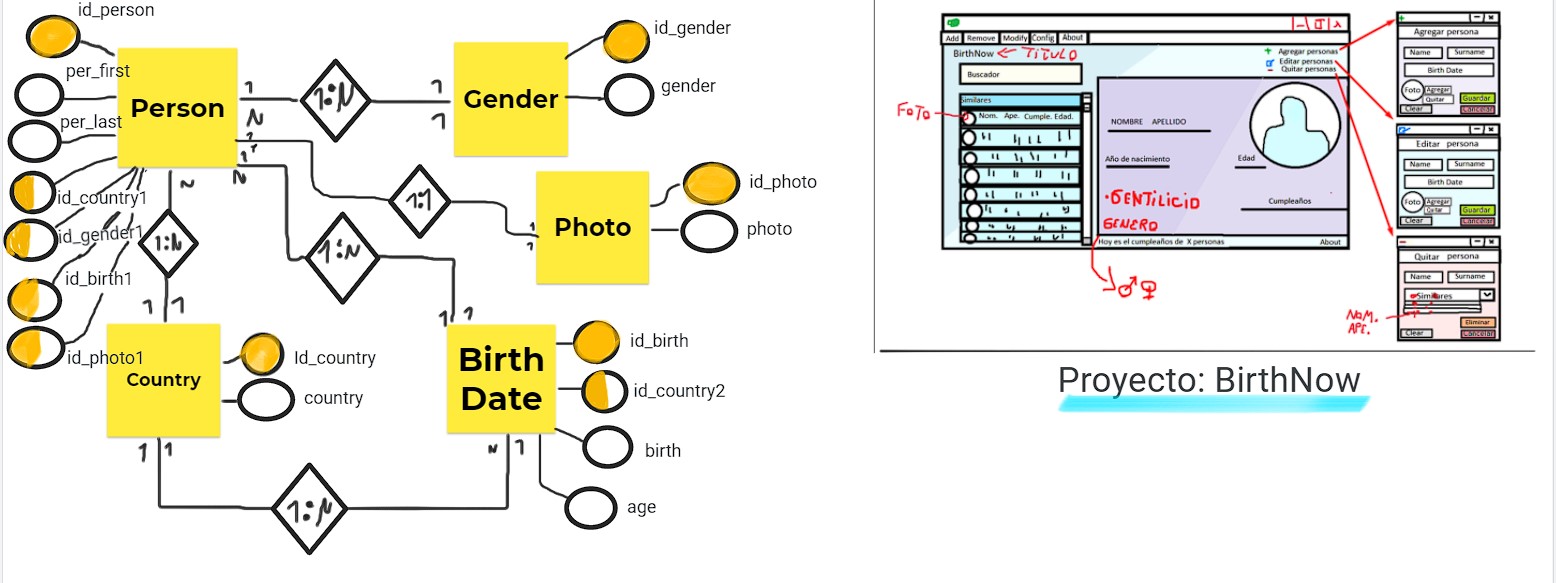 id_person
per_first
per_last
id_country1
id_gender1
id_birth1
id_photo1
Person
1
N
1:N
1
1
Gender
id_gender
gender
1:1
Photo
id_photo
photo
N
1:N
1
1
N
1:N
Country
Id_country
country
1
1
Birth
Date
id_birth
id_country2
birth
age
1
1
1:N
N
1
Add Remove Modify Config About
BirthNow
TITULO
Agregar personas
Editar personas
Quitar personas
Buscador
Similares
Nom. Ape. Cumple. Edad.
FOTO
NOMBRE APELLIDO
Año de nacimiento
Edad
GENTILICIO
GENERO
Cumpleaños
Hoy es el cumpleaños de X personas
About
♂ ♀
Agregar persona
Name Surname
Birth Date
Foto
Agregar
Quitar
Guardar
Clear
Cancelar
Editar persona
Name Surname
Birth Date
Foto
Agregar
Quitar
Guardar
Clear
Cancelar
Quitar persona
Name Surname
Similares
NOM.
APE.
Eliminar
Clear
Cancelar
Proyecto: BirthNow